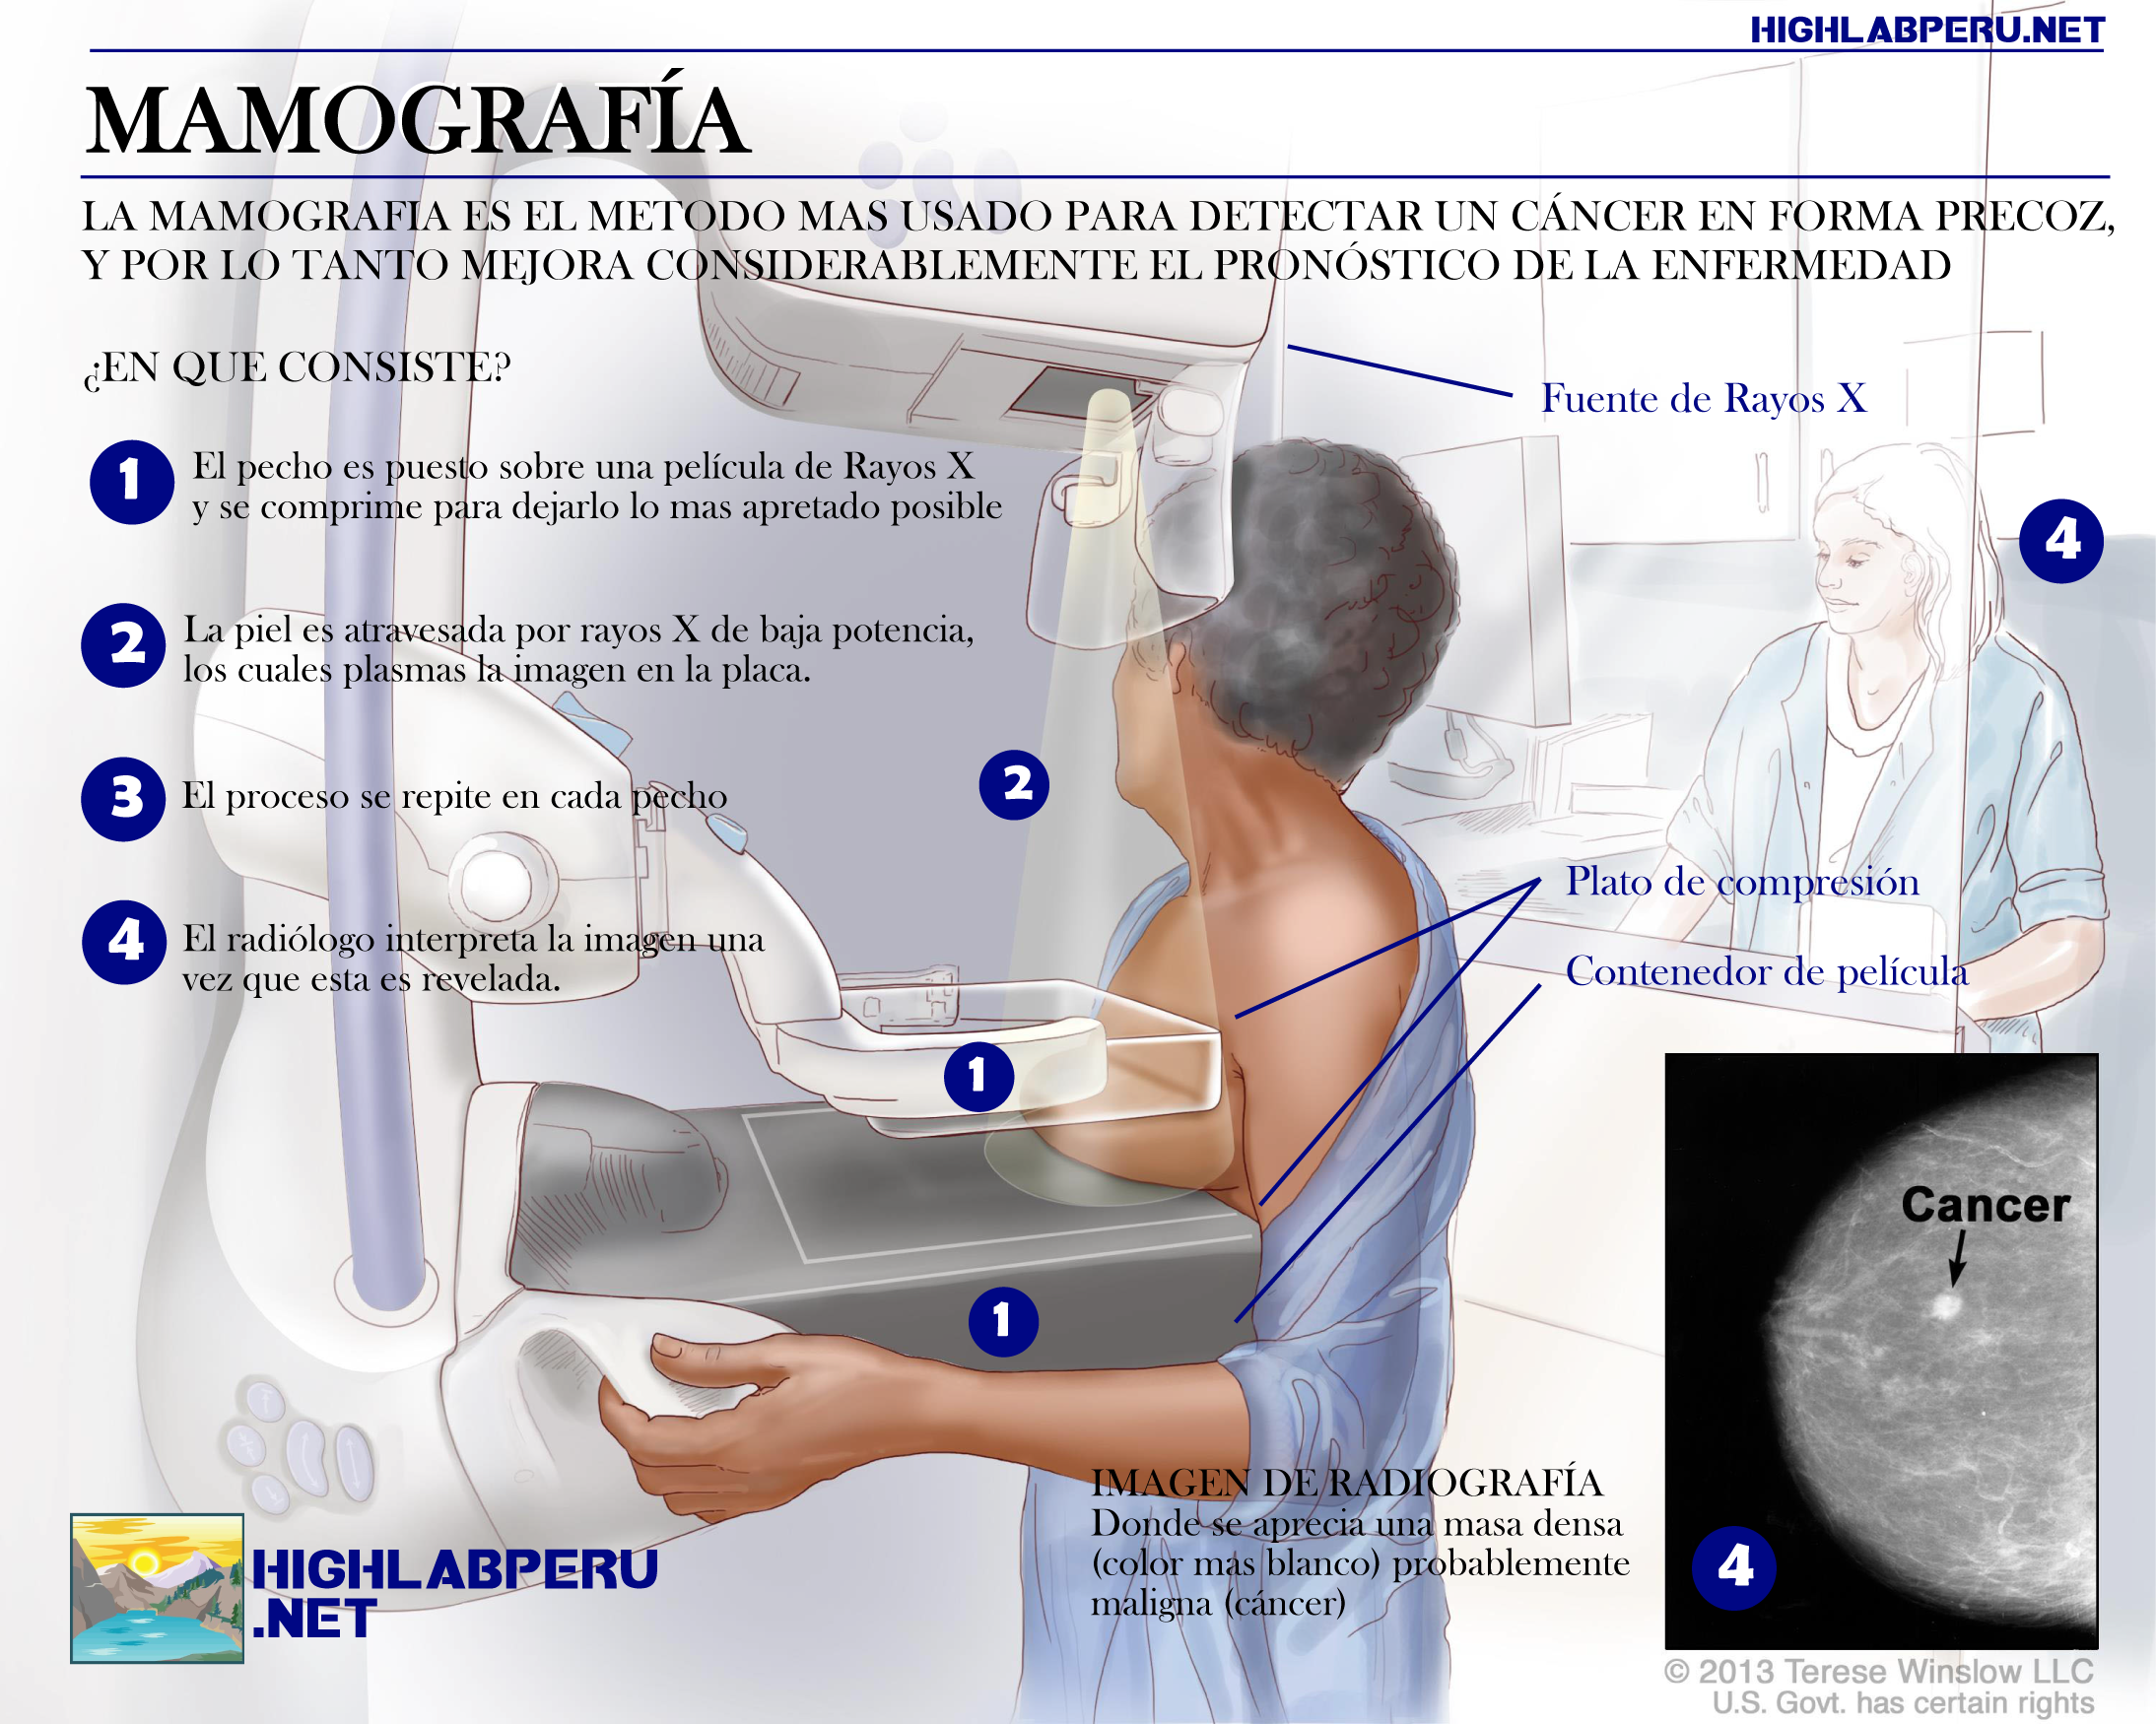 HIGHLABPERU.NET
MAMOGRAFÍA
LA MAMOGRAFIA ES EL METODO MAS USADO PARA DETECTAR UN CÁNCER EN FORMA PRECOZ,
Y POR LO TANTO MEJORA CONSIDERABLEMENTE EL PRONÓSTICO DE LA ENFERMEDAD
¿EN QUE CONSISTE?
1 El pecho es puesto sobre una película de Rayos X
y se comprime para dejarlo lo mas apretado posible
2 La piel es atravesada por rayos X de baja potencia,
los cuales plasmas la imagen en la placa.
3 El proceso se repite en cada pecho
4 El radiólogo interpreta la imagen una
vez que esta es revelada.
Fuente de Rayos X
4
2
Plato de compresión
Contenedor de película
1
1
Cancer
IMAGEN DE RADIOGRAFÍA
Donde se aprecia una masa densa
(color mas blanco) probablemente
maligna (cáncer)
4
HIGHLABPERU
.NET
© 2013 Terese Winslow LLC
U.S. Govt. has certain rights